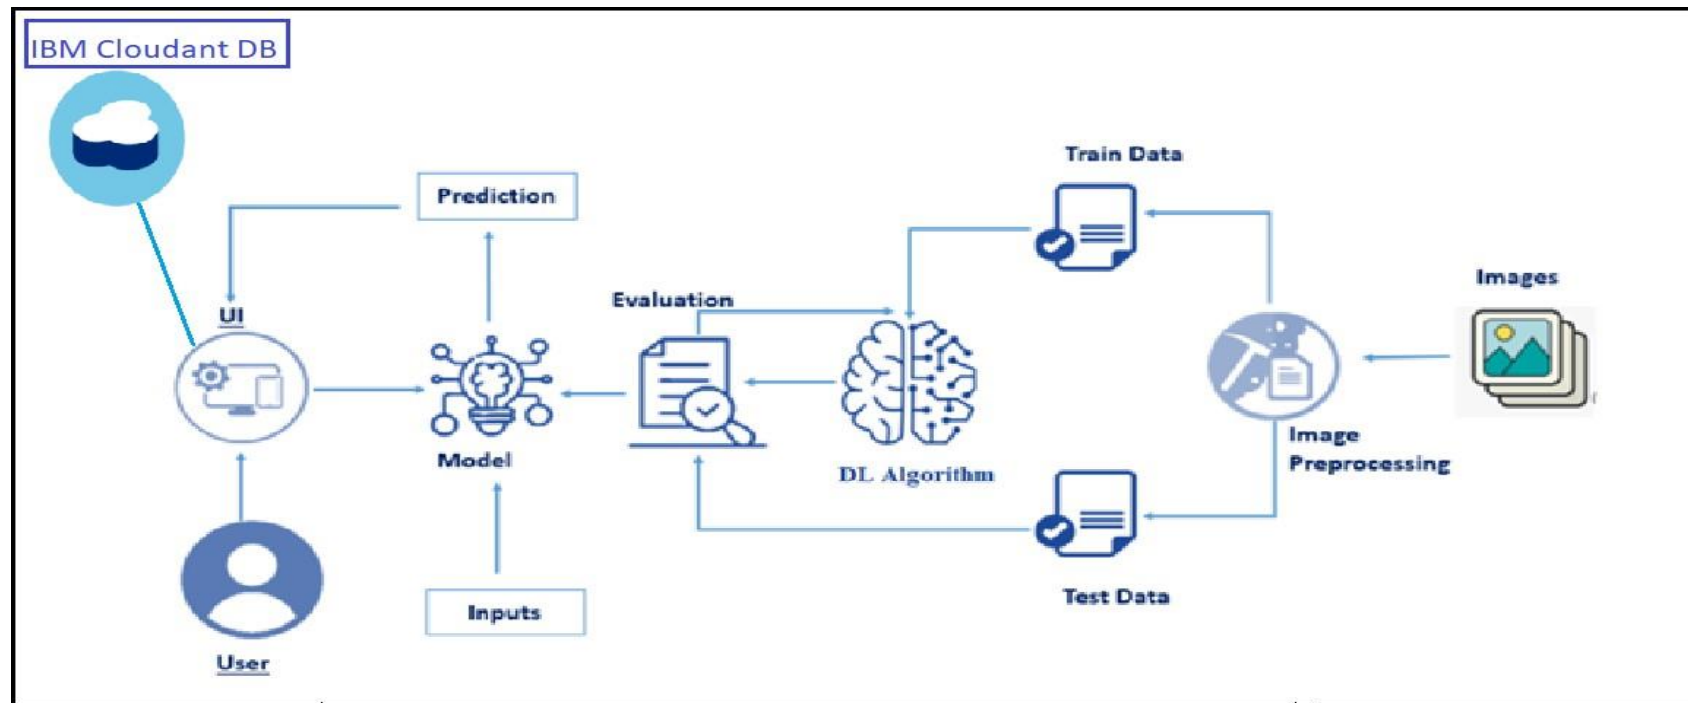 IBM Cloudant DB
Train Data
Prediction
Images
Evaluation
UI
Image
Preprocessing
Model
DL Algorithm
Test Data
Inputs
User